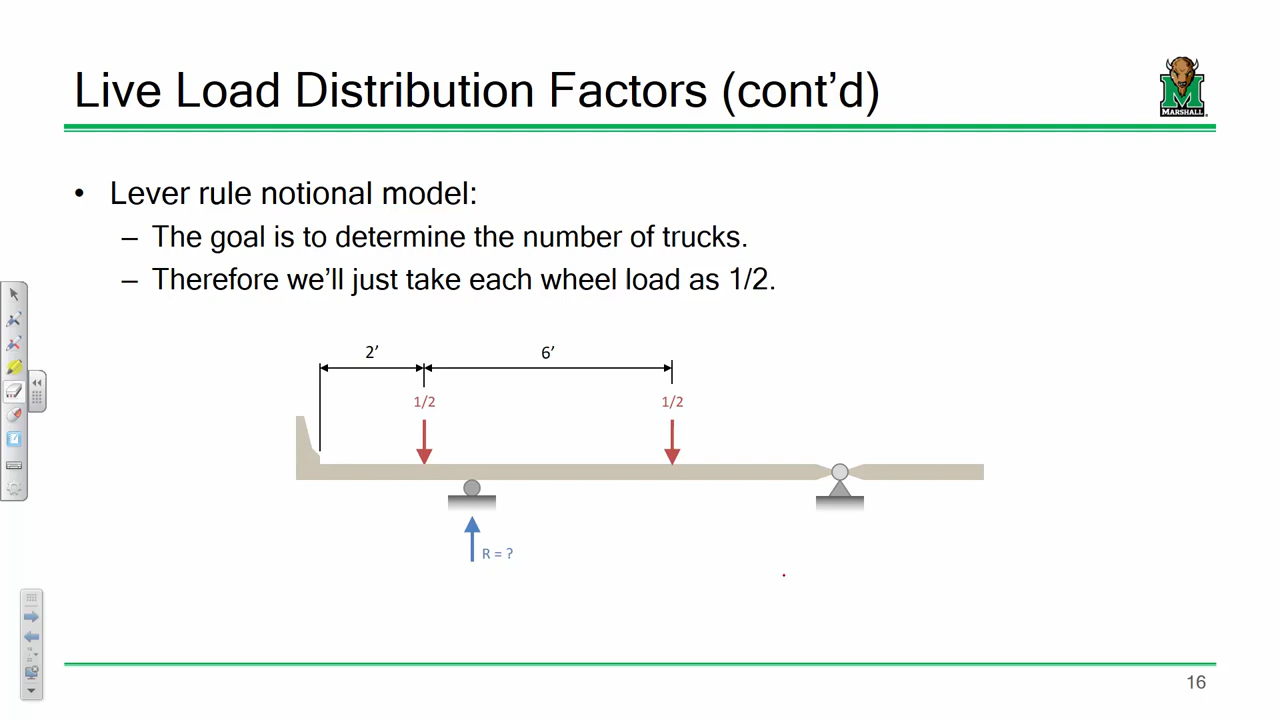 Live Load Distribution Factors (cont’d)
MARSHALL
• Lever rule notional model:
– The goal is to determine the number of trucks.
– Therefore we’ll just take each wheel load as 1/2.
2’ 6’
1/2 1/2
R = ?
16